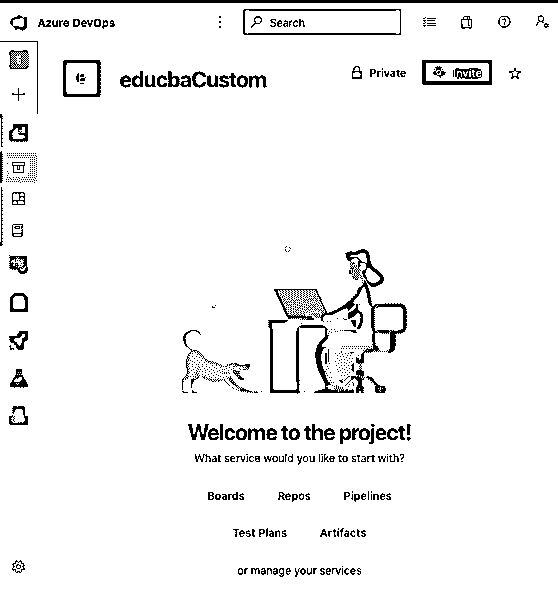 Azure DevOps
Search
educbaCustom
Private
Invite
Welcome to the project!
What service would you like to start with?
Boards Repos Pipelines
Test Plans Artifacts
or manage your services